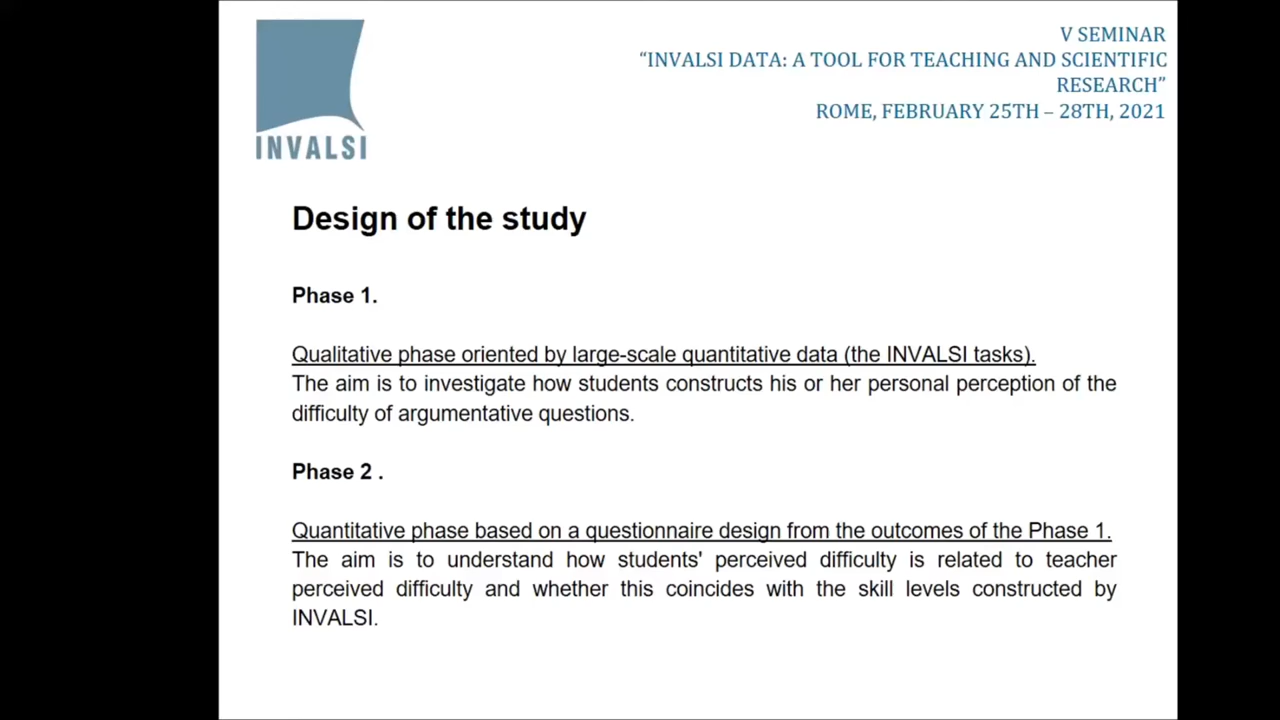 INVALSI
V SEMINAR
“INVALSI DATA: A TOOL FOR TEACHING AND SCIENTIFIC
RESEARCH”
ROME, FEBRUARY 25TH – 28TH, 2021
Design of the study
Phase 1.
Qualitative phase oriented by large-scale quantitative data (the INVALSI tasks).
The aim is to investigate how students constructs his or her personal perception of the
difficulty of argumentative questions.
Phase 2 .
Quantitative phase based on a questionnaire design from the outcomes of the Phase 1.
The aim is to understand how students' perceived difficulty is related to teacher
perceived difficulty and whether this coincides with the skill levels constructed by
INVALSI.